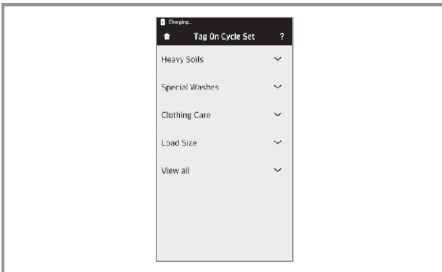 Charging...
Tag On Cycle Set ?
Heavy Soils
Special Washes
Clothing Care
Load Size
View all